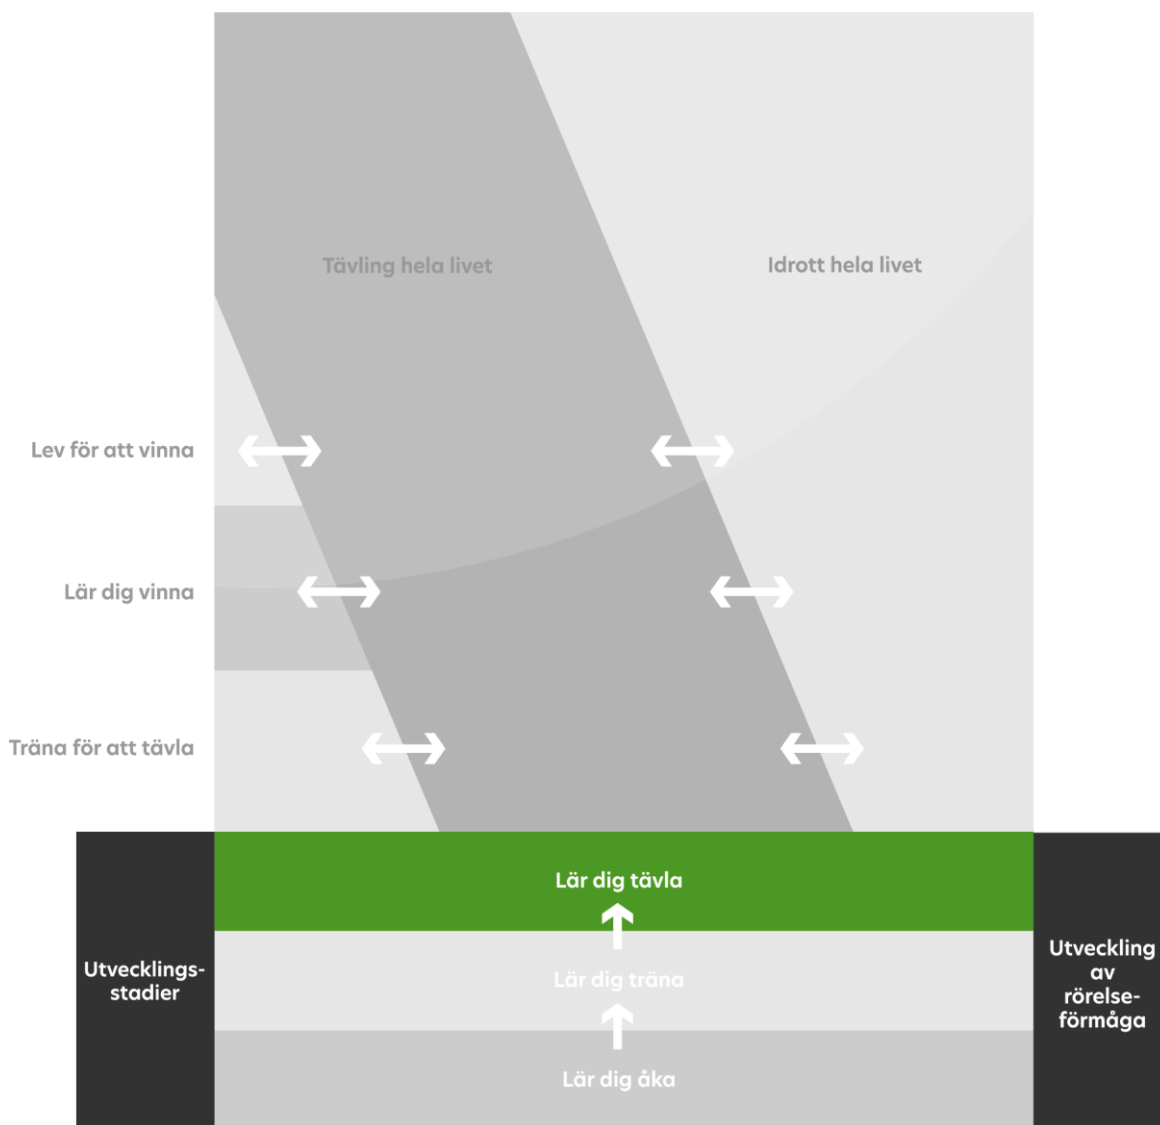 Tävling hela livet
Idrott hela livet
Lev för att vinna
Lär dig vinna
Träna för att tävla
Lär dig tävla
Utvecklings-
stadier
Lär dig träna
Utveckling
av
rörelse-
förmåga
Lär dig åka